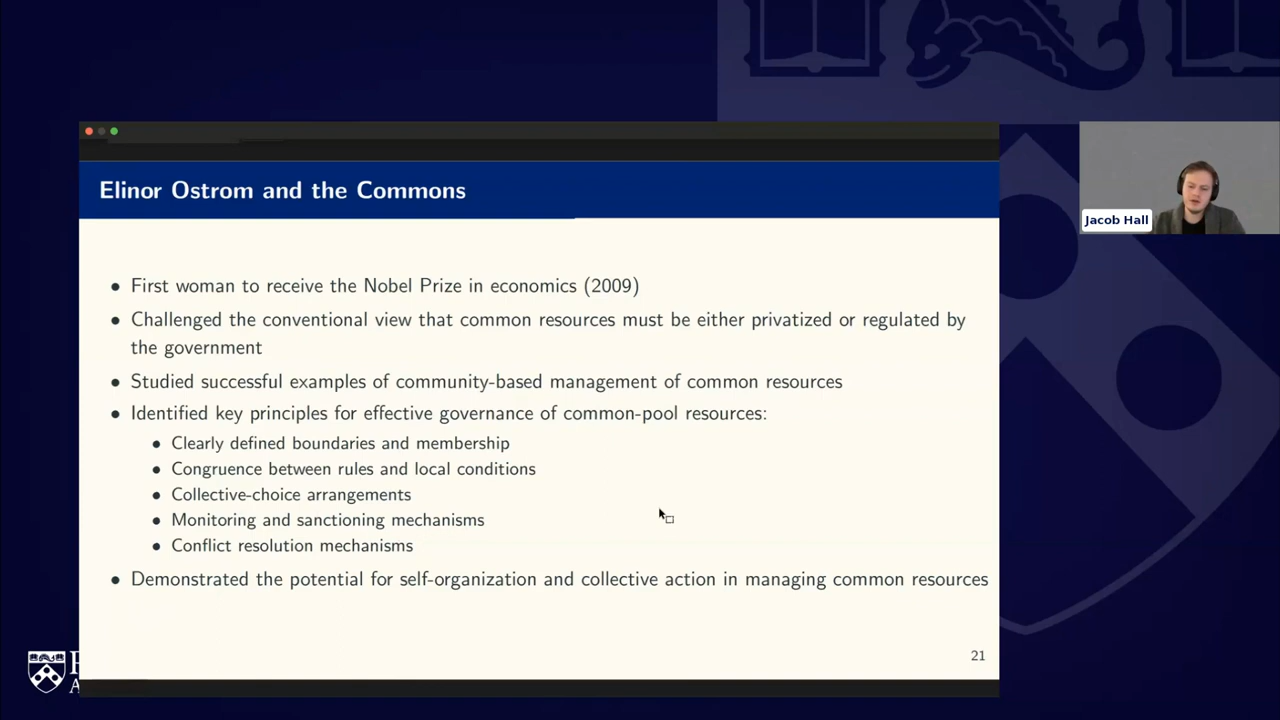 Elinor Ostrom and the Commons
Jacob Hall
• First woman to receive the Nobel Prize in economics (2009)
• Challenged the conventional view that common resources must be either privatized or regulated by
the government
• Studied successful examples of community-based management of common resources
• Identified key principles for effective governance of common-pool resources:
• Clearly defined boundaries and membership
• Congruence between rules and local conditions
• Collective-choice arrangements
• Monitoring and sanctioning mechanisms
• Conflict resolution mechanisms
• Demonstrated the potential for self-organization and collective action in managing common resources
21